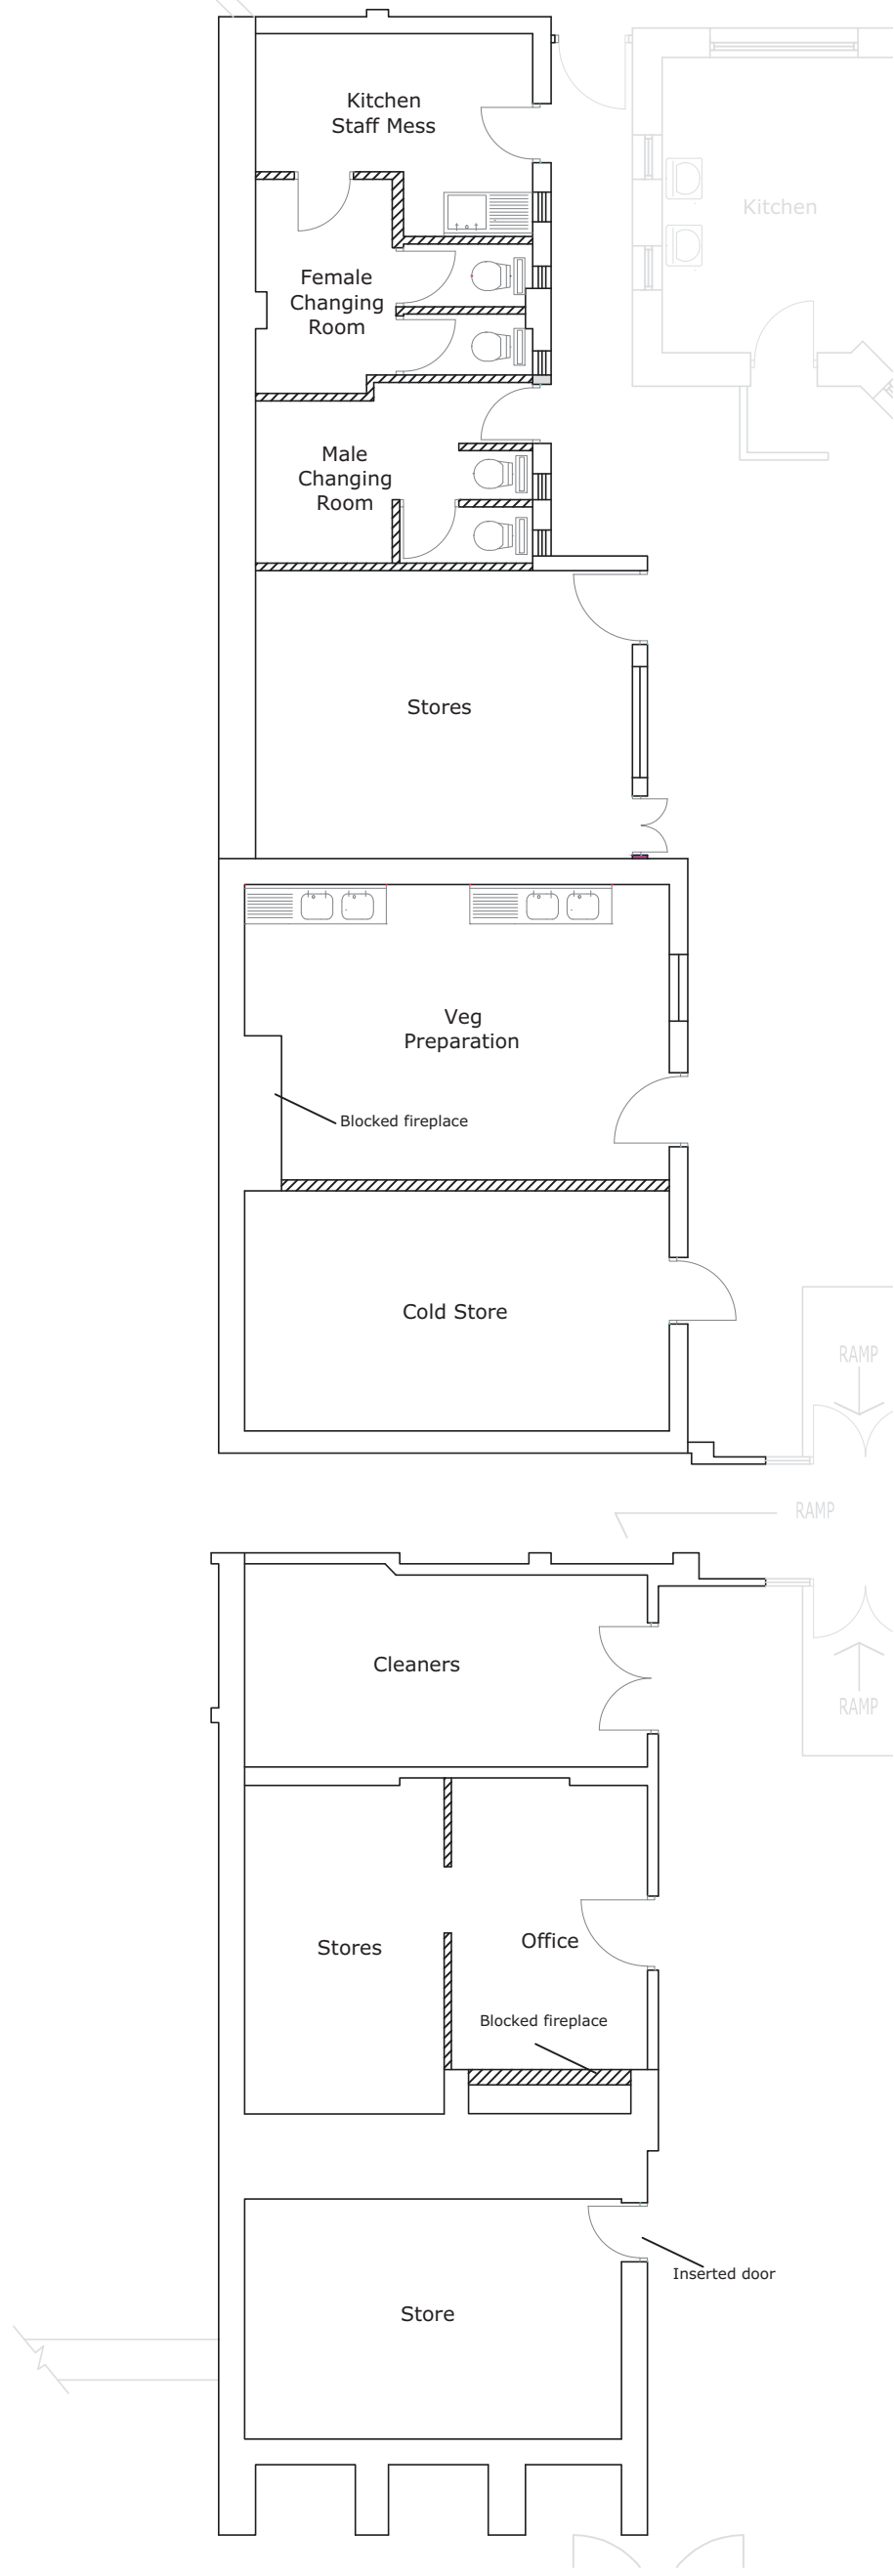 Kitchen
Staff Mess
Kitchen
Female
Changing
Room
Male
Changing
Room
Stores
Veg
Preparation
Blocked fireplace
Cold Store
RAMP
RAMP
Cleaners
RAMP
Stores
Office
Blocked fireplace
Inserted door
Store